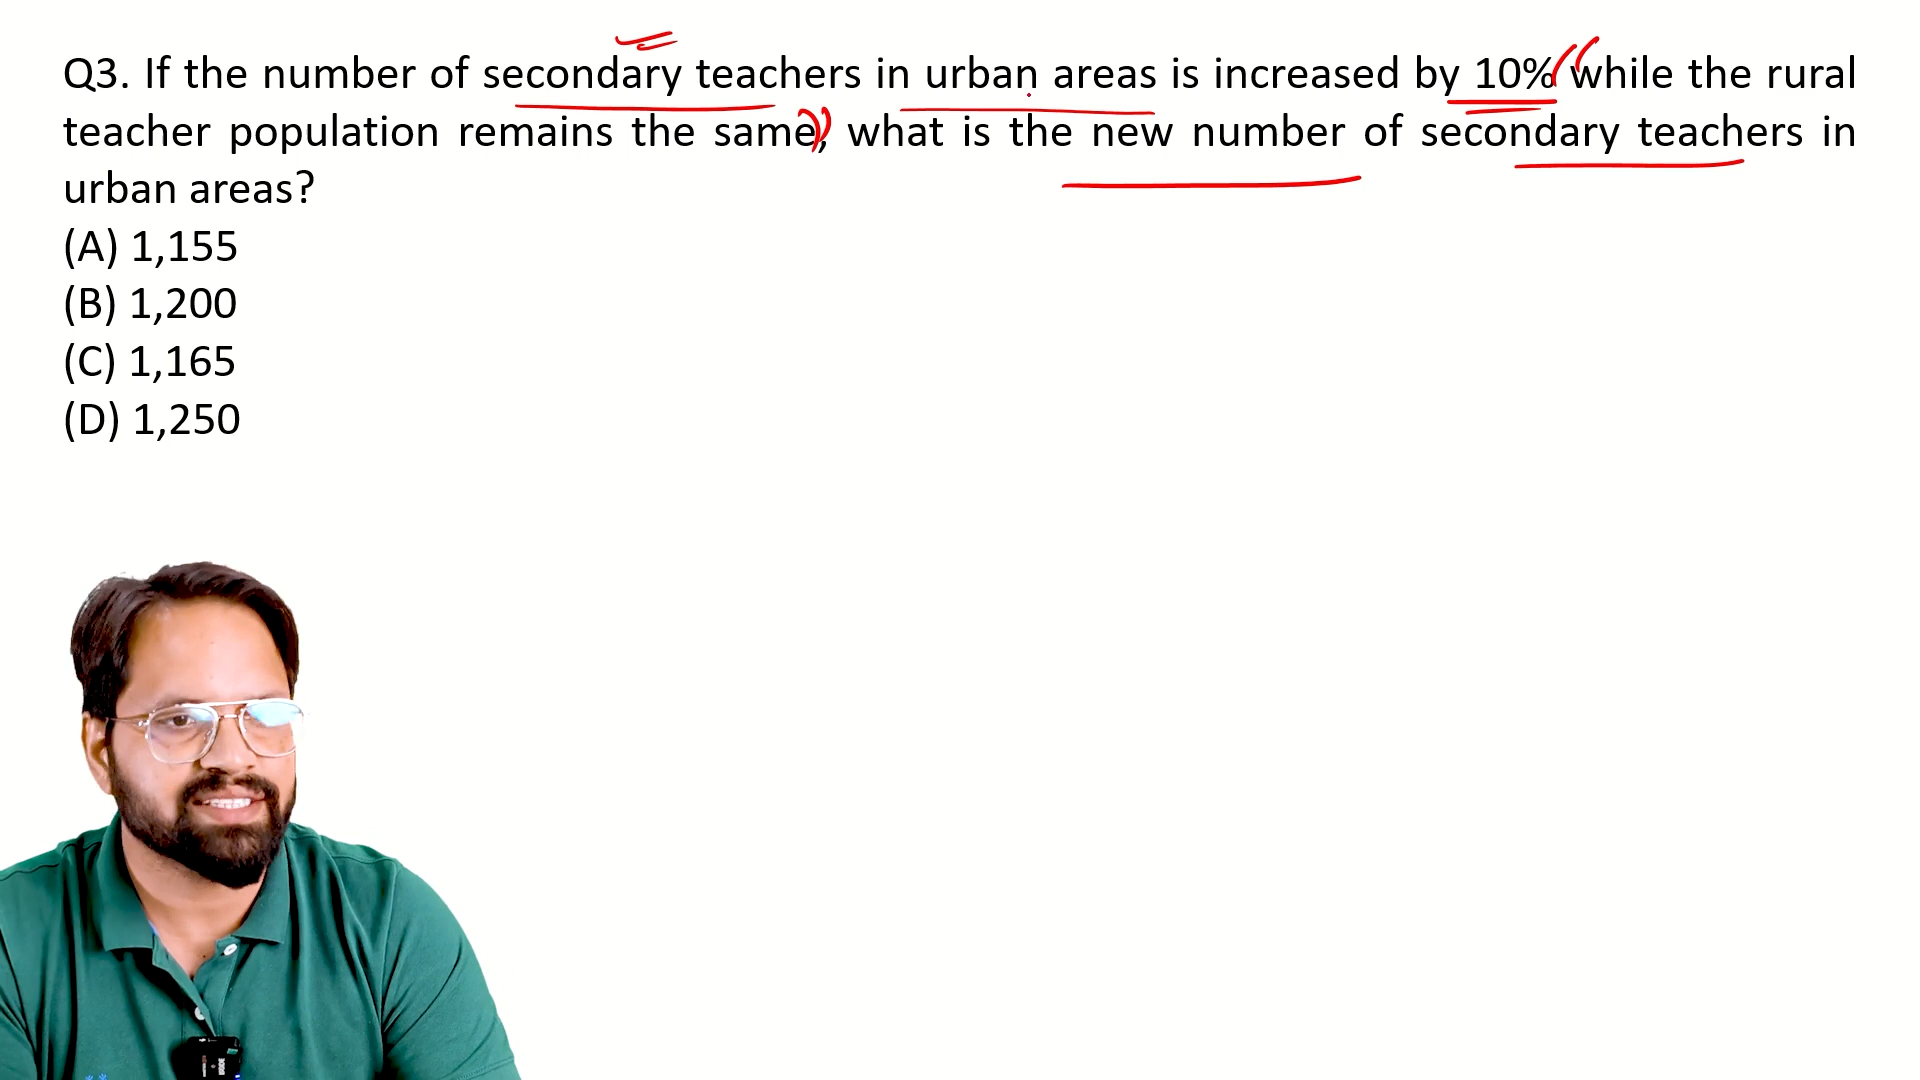 Q3. If the number of secondary teachers in urban areas is increased by 10% while the rural
teacher population remains the same, what is the new number of secondary teachers in
urban areas?
(A) 1,155
(B) 1,200
(C) 1,165
(D) 1,250